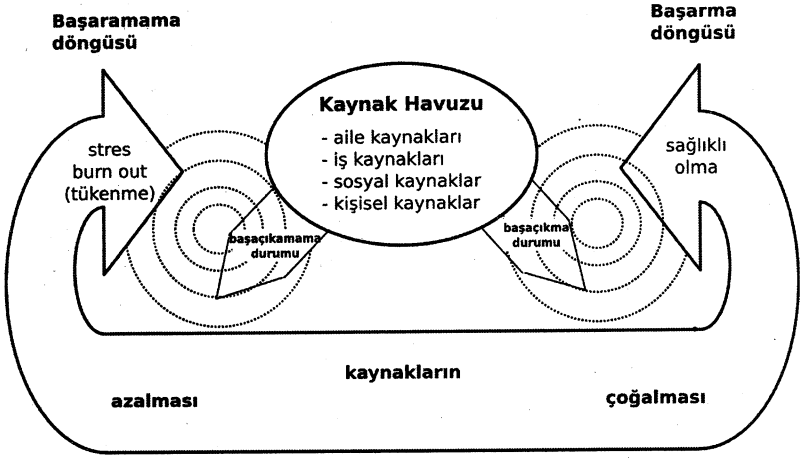 Başaramama
döngüsü
Başarma
döngüsü
Kaynak Havuzu
- aile kaynakları
- iş kaynakları
- sosyal kaynaklar
- kişisel kaynaklar
stres
burn out
(tükenme)
sağlıklı
olma
başaçıkamama
durumu
başaçıkma
durumu
kaynakların
azalması
çoğalması